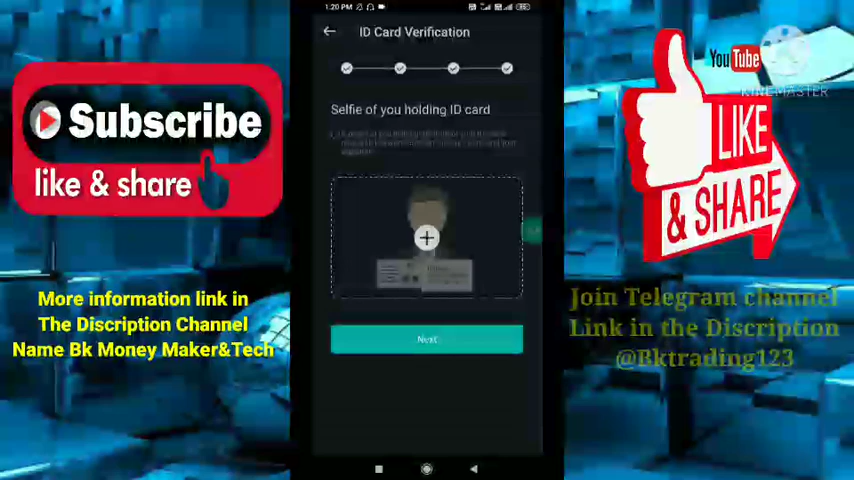 1:20 PM
ID Card Verification
Selfie of you holding ID card
Next
Subscribe
like & share
More information link in
The Discription Channel
Name Bk Money Maker&Tech
YouTube
KINEMASTER
LIKE
& SHARE
Join Telegram channel
Link in the Discription
@Bktrading123